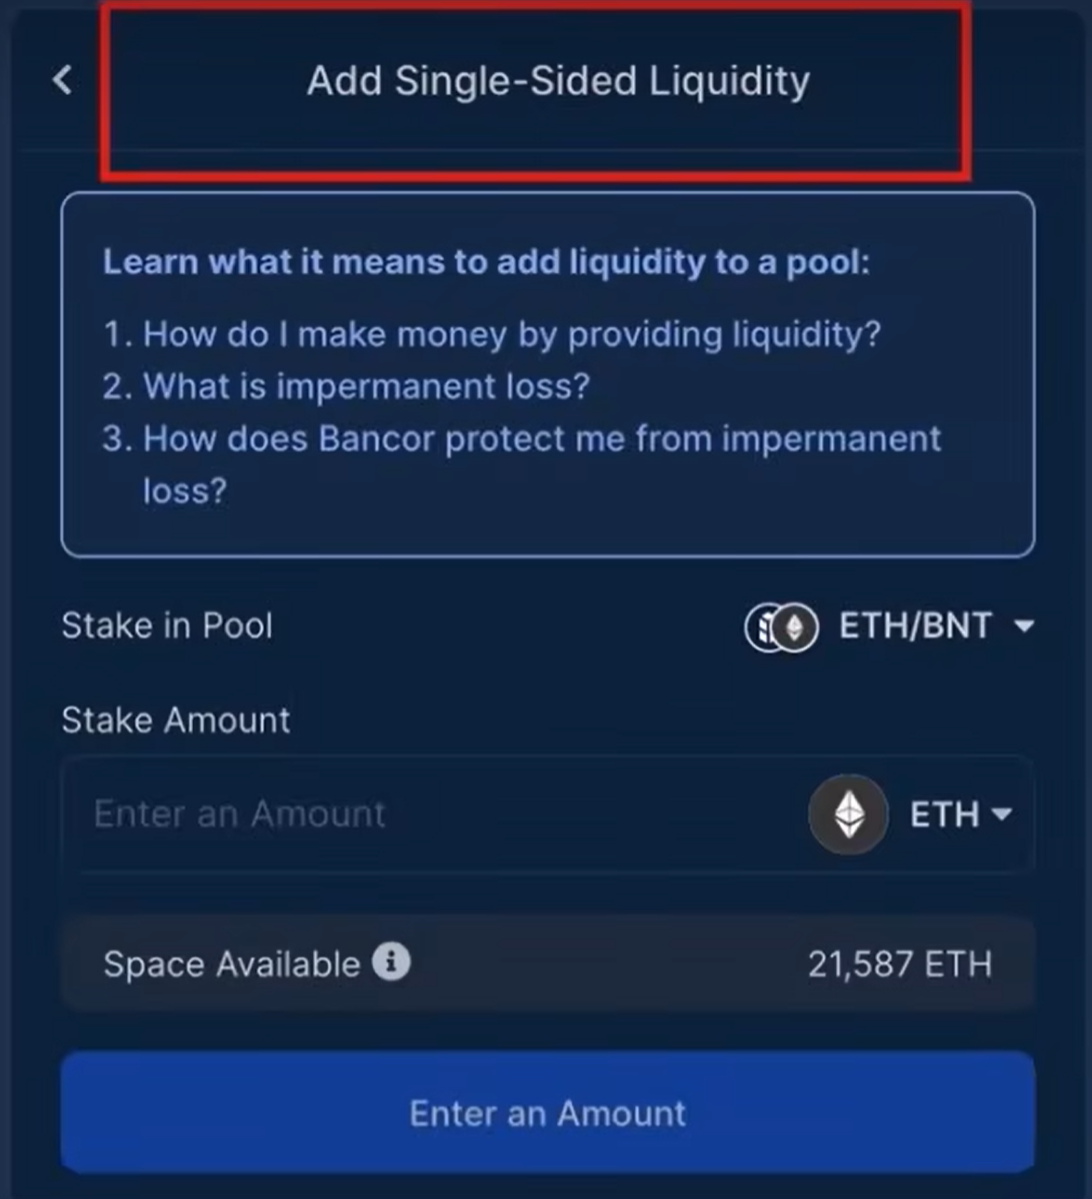 Add Single-Sided Liquidity
Learn what it means to add liquidity to a pool:
1. How do I make money by providing liquidity?
2. What is impermanent loss?
3. How does Bancor protect me from impermanent
loss?
Stake in Pool ETH/BNT
Stake Amount
Enter an Amount ETH
Space Available i 21,587 ETH
Enter an Amount